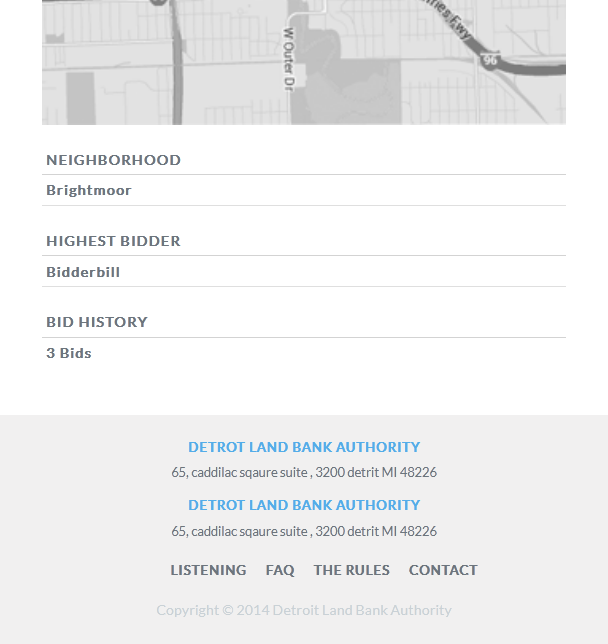 W Outer Dr
Fwy
96
NEIGHBORHOOD
Brightmoor
HIGHEST BIDDER
Bidderbill
BID HISTORY
3 Bids
DETROT LAND BANK AUTHORITY
65, caddilac sqaure suite , 3200 detrit MI 48226
DETROT LAND BANK AUTHORITY
65, caddilac sqaure suite , 3200 detrit MI 48226
LISTENING FAQ THE RULES CONTACT
Copyright © 2014 Detroit Land Bank Authority